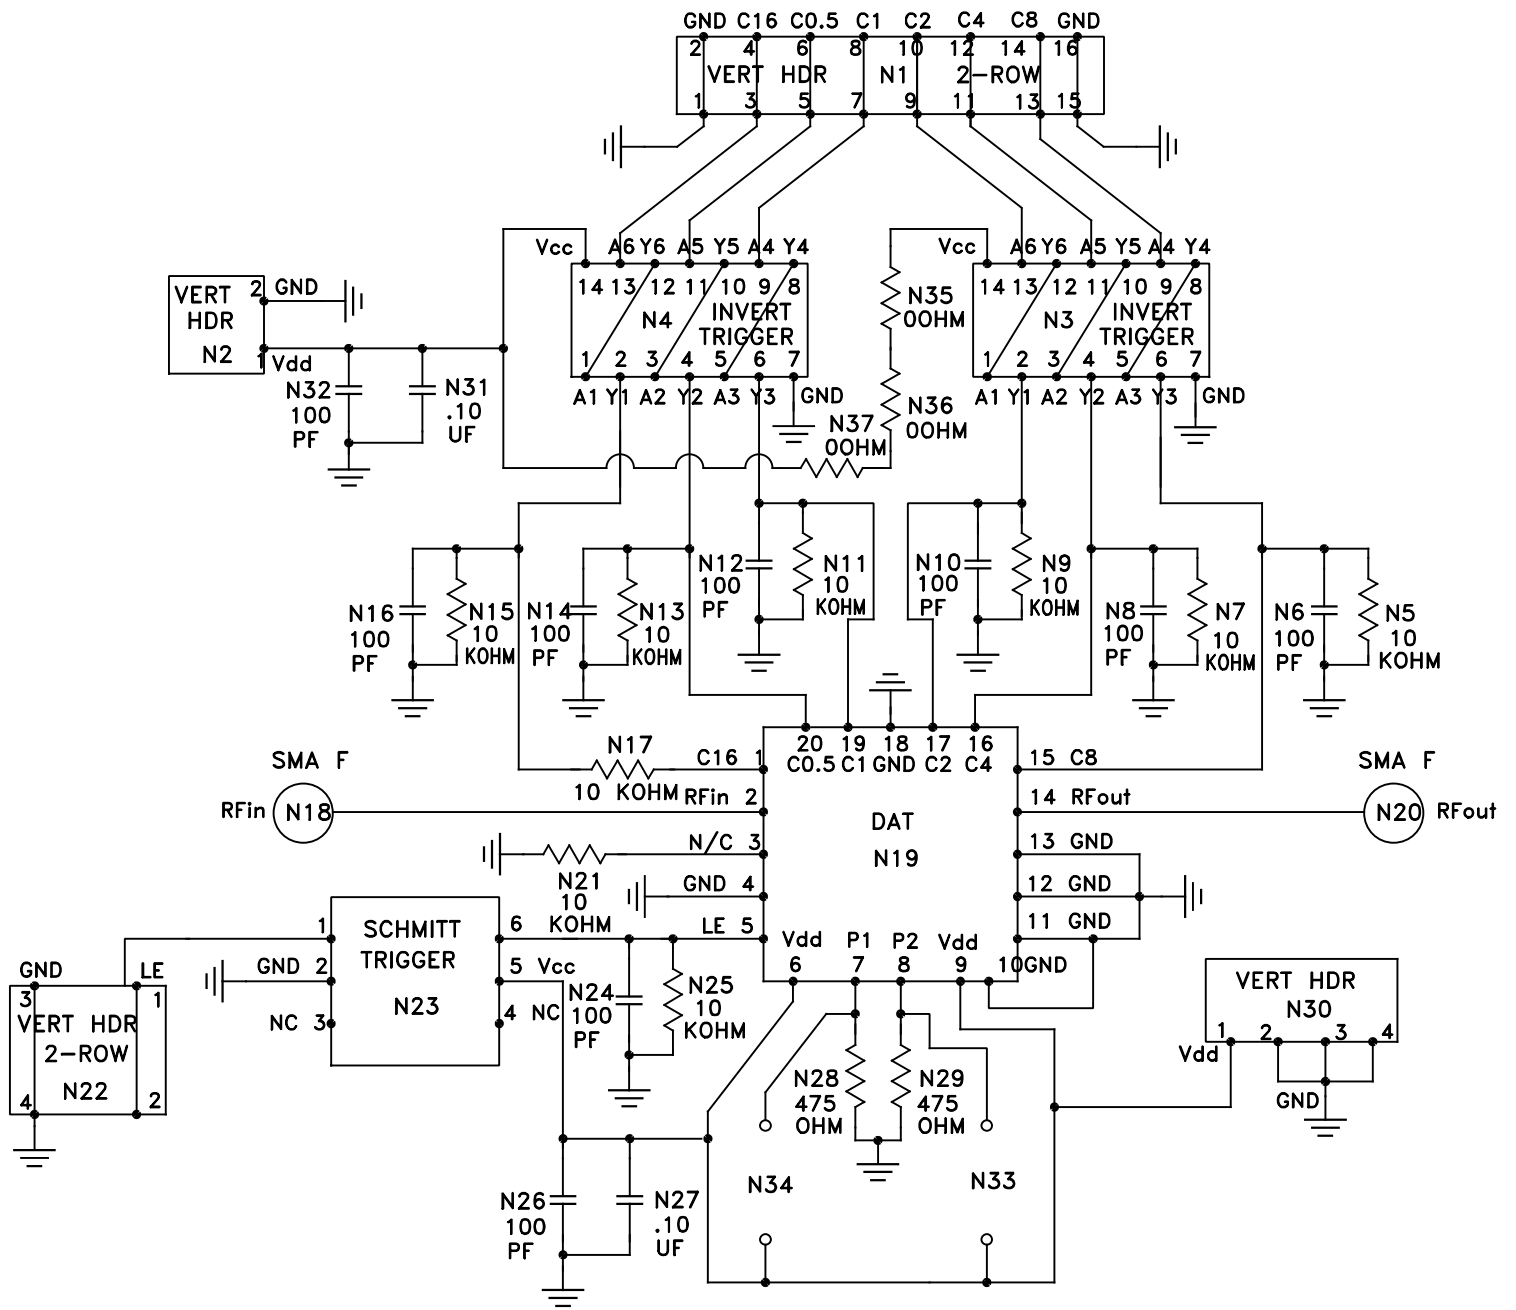 GND C16 C0.5 C1 C2 C4 C8 GND
2 4 6 8 10 12 14 16
VERT HDR N1 2-ROW
1 3 5 7 9 11 13 15
Vcc A6 Y6 A5 Y5 A4 Y4
14 13 12 11 10 9 8
N4 INVERT
TRIGGER
1 2 3 4 5 6 7
A1 Y1 A2 Y2 A3 Y3 GND
Vcc A6 Y6 A5 Y5 A4 Y4
14 13 12 11 10 9 8
N3 INVERT
TRIGGER
1 2 3 4 5 6 7
A1 Y1 A2 Y2 A3 Y3 GND
VERT 2 GND
HDR
N2 1 Vdd
N32
100
PF
N31
.10
UF
N35
0OHM
N36
0OHM
N37
0OHM
N16
100
PF
N15
10
KOHM
N14
100
PF
N13
10
KOHM
N12
100
PF
N11
10
KOHM
N10
100
PF
N9
10
KOHM
N8
100
PF
N7
10
KOHM
N6
100
PF
N5
10
KOHM
20 19 18 17 16
C0.5 C1 GND C2 C4
N17
10 KOHM
C16 1
RFin 2
N/C 3
GND 4
LE 5
DAT
N19
15 C8
14 RFout
13 GND
12 GND
11 GND
Vdd P1 P2 Vdd
6 7 8 9 10GND
SMA F
RFin N18
SMA F
N20 RFout
N21
10
KOHM
1 SCHMITT 6
TRIGGER
GND 2 5 Vcc
N23
NC 3 4 NC
GND LE
3 1
VERT HDR
2-ROW
N22
4 2
N24
100
PF
N25
10
KOHM
N28
475
OHM
N29
475
OHM
N34
N33
N26
100
PF
N27
.10
UF
VERT HDR
N30
1 2 3 4
Vdd
GND